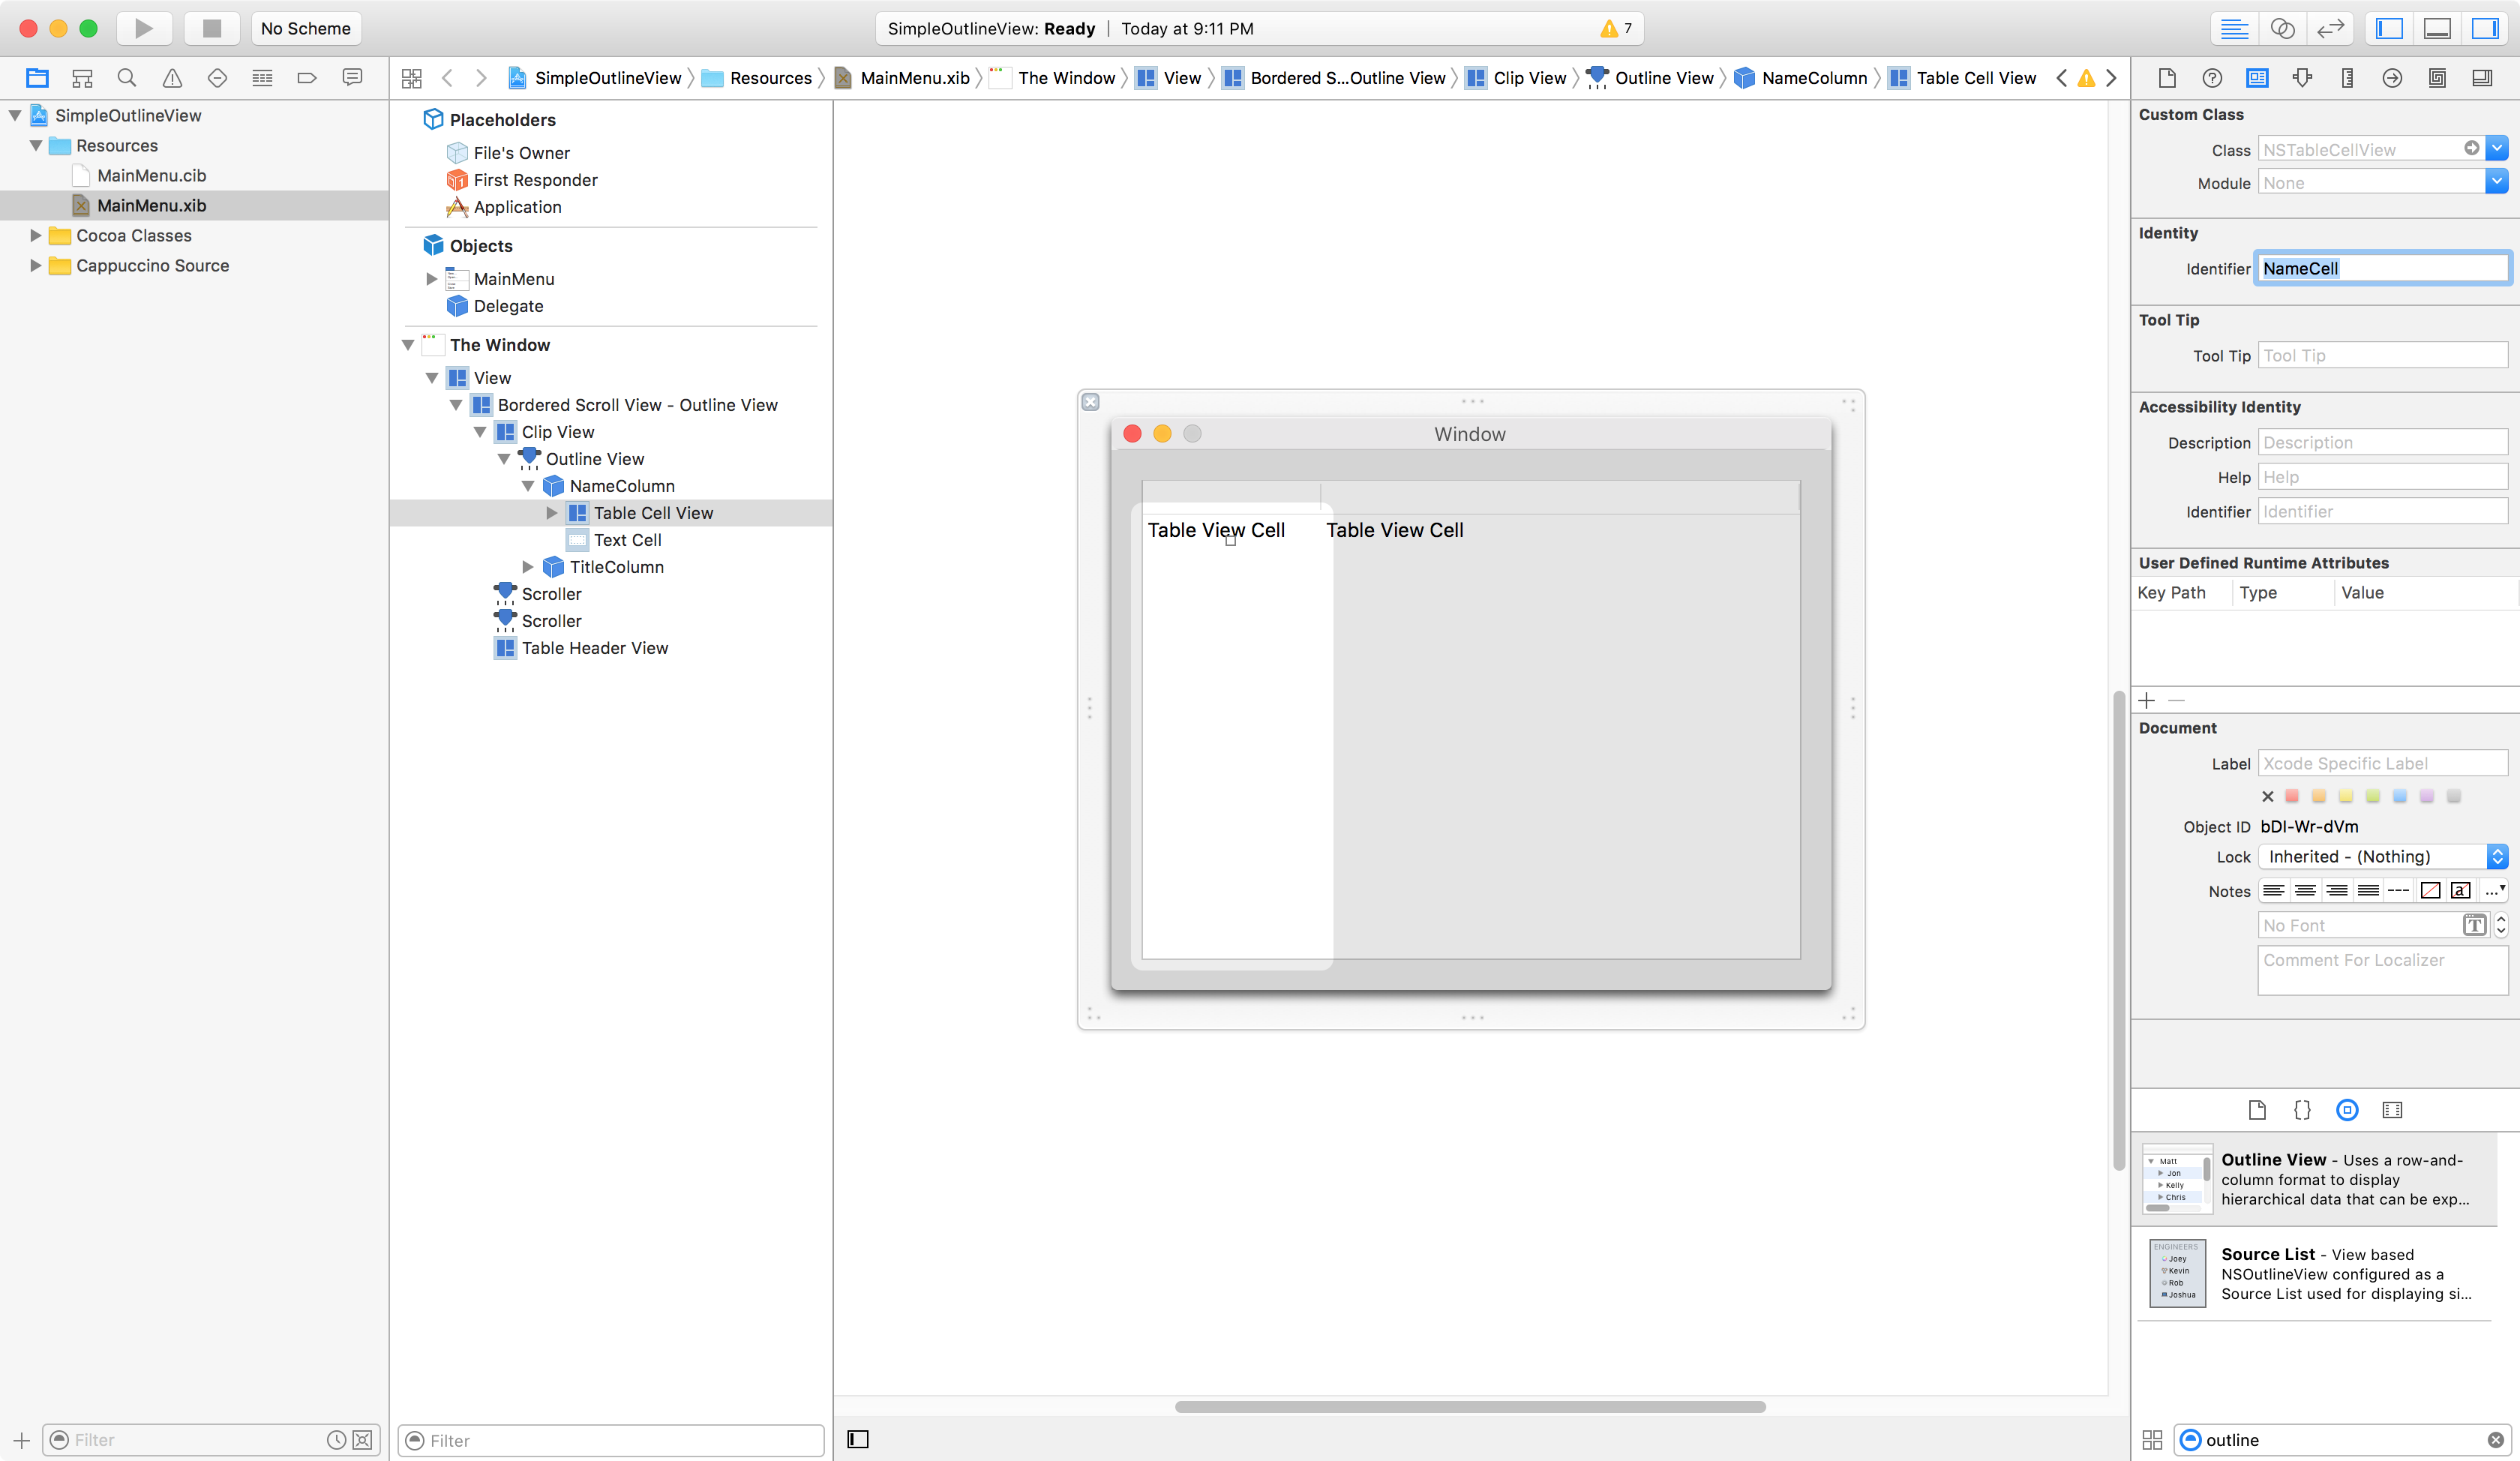 No Scheme
SimpleOutlineView: Ready | Today at 9:11 PM
7
SimpleOutlineView
Resources
MainMenu.xib
The Window
View
Bordered S...Outline View
Clip View
Outline View
NameColumn
Table Cell View
SimpleOutlineView
Resources
MainMenu.cib
MainMenu.xib
Cocoa Classes
Cappuccino Source
Filter
Placeholders
File's Owner
First Responder
Application
Objects
MainMenu
Delegate
The Window
View
Bordered Scroll View - Outline View
Clip View
Outline View
NameColumn
Table Cell View
Text Cell
TitleColumn
Scroller
Scroller
Table Header View
Filter
Window
Table View Cell
Table View Cell
Custom Class
Class NSTableCellView
Module None
Identity
Identifier NameCell
Tool Tip
Tool Tip Tool Tip
Accessibility Identity
Description Description
Help Help
Identifier Identifier
User Defined Runtime Attributes
Key Path Type Value
Document
Label Xcode Specific Label
Object ID bDI-Wr-dVm
Lock Inherited - (Nothing)
Notes
No Font
Comment For Localizer
Matt
Jon
Kelly
Chris
Outline View - Uses a row-and-
column format to display
hierarchical data that can be exp...
ENGINEERS
Joey
Kevin
Rob
Joshua
Source List - View based
NSOutlineView configured as a
Source List used for displaying si...
outline